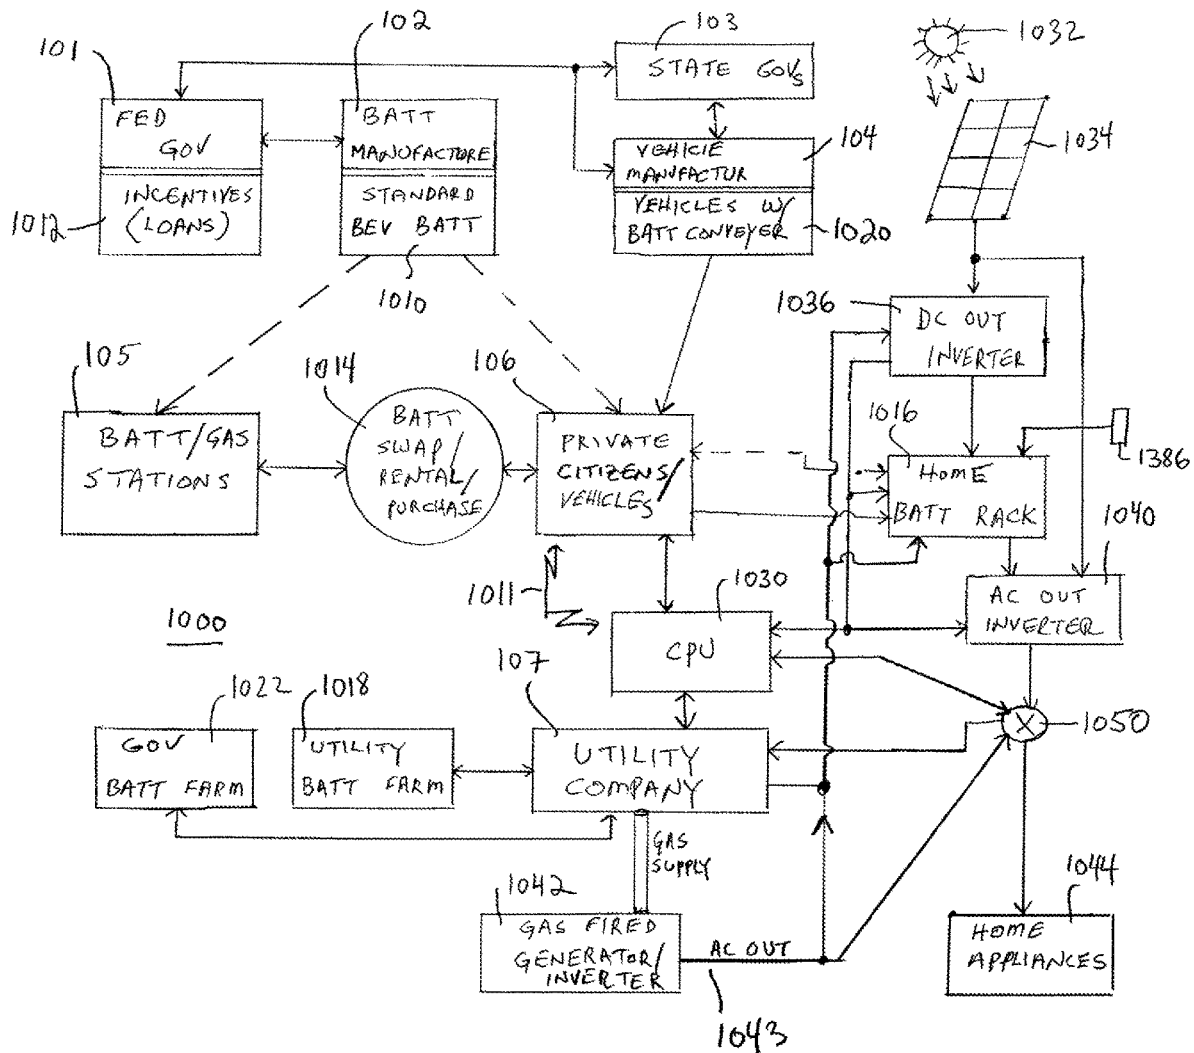 102
103
1032
101
STATE GOVS
FED
GOV
BATT
MANUFACTORE
104
1034
VEHICIE
MANUFACTUR
INCENTIVES
(LOANS)
1012
STANDARD
BEV BATT
VEHICLES W/
BATT CONVEYER
1020
1010
1036
DC OUT
INVERTER
105
1014
106
1016
1386
BATT/GAS
STATIONS
BATT
SWAP/
RENTAL/
PURCHASE
PRIVATE
CITIZENS/
VEHICLES
HOME
BATT RACK
1040
1011
1030
AC OUT
INVERTER
1000
CPU
107
1022
1018
1050
GOV
BATT FARM
UTILITY
BATT FARM
UTILITY
COMPANY
GAS
SUPPLY
1042
1044
GAS FIRED
GENERATOR/
INVERTER
AC OUT
HOME
APPLIANCES
1043